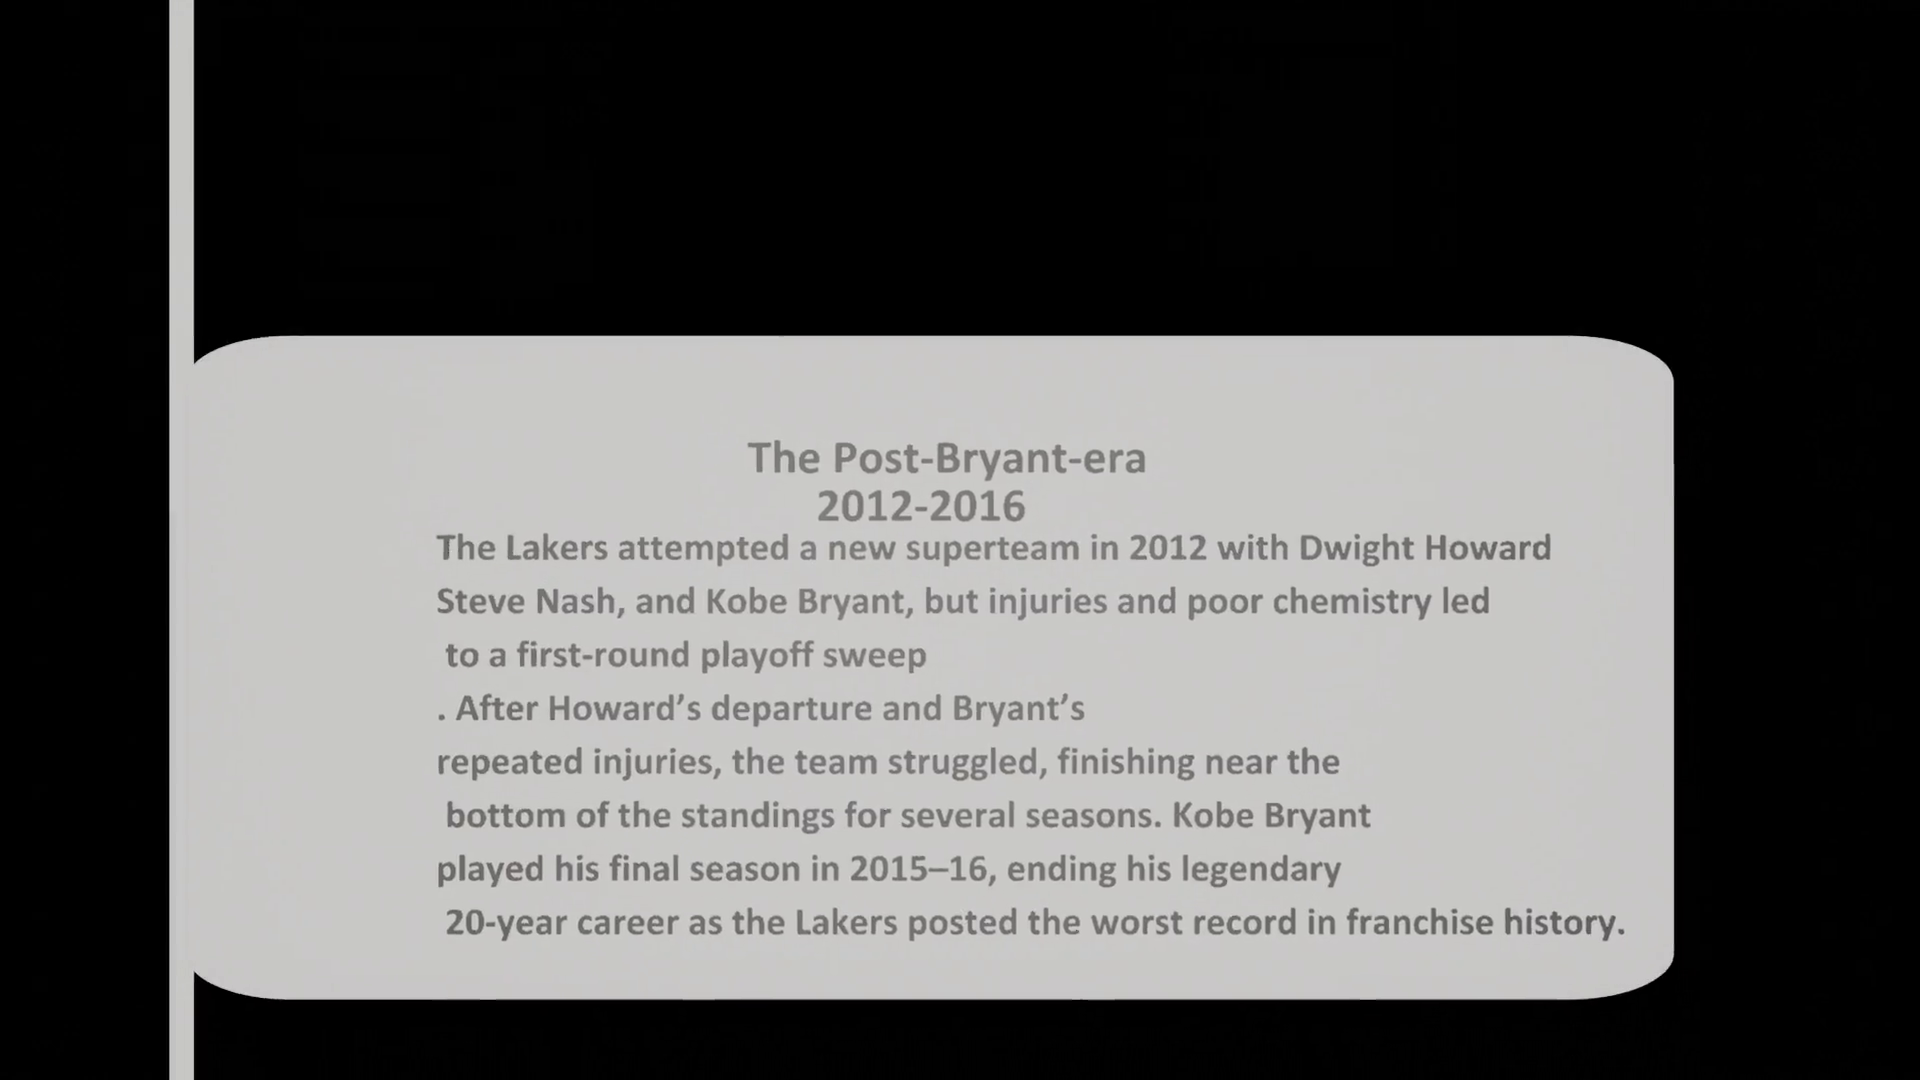 The Post-Bryant-era
2012-2016
The Lakers attempted a new superteam in 2012 with Dwight Howard
Steve Nash, and Kobe Bryant, but injuries and poor chemistry led
to a first-round playoff sweep
. After Howard’s departure and Bryant’s
repeated injuries, the team struggled, finishing near the
bottom of the standings for several seasons. Kobe Bryant
played his final season in 2015–16, ending his legendary
20-year career as the Lakers posted the worst record in franchise history.